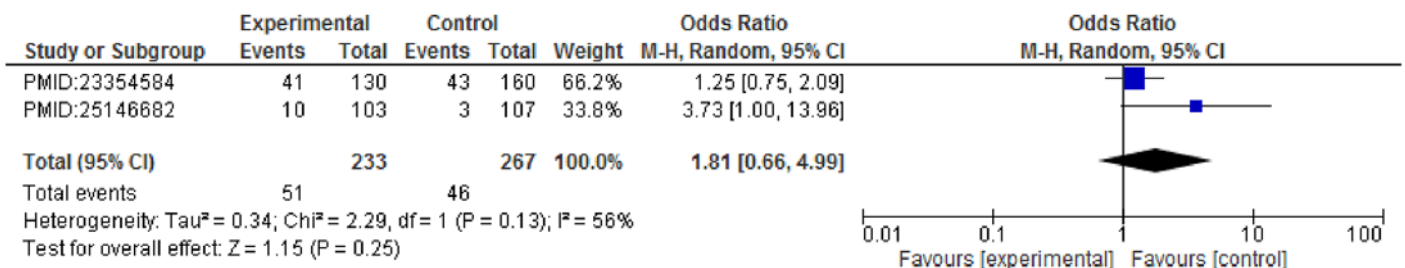 Experimental Control Odds Ratio Odds Ratio
Study or Subgroup Events Total Events Total Weight M-H, Random, 95% CI M-H, Random, 95% CI
PMID:23354584 41 130 43 160 66.2% 1.25 [0.75, 2.09]
PMID:25146682 10 103 3 107 33.8% 3.73 [1.00, 13.96]
Total (95% CI) 233 267 100.0% 1.81 [0.66, 4.99]
Total events 51 46
Heterogeneity: Tau² = 0.34; Chi² = 2.29, df = 1 (P = 0.13); I² = 56%
Test for overall effect: Z = 1.15 (P = 0.25)
0.01 0.1 1 10 100
Favours [experimental] Favours [control]